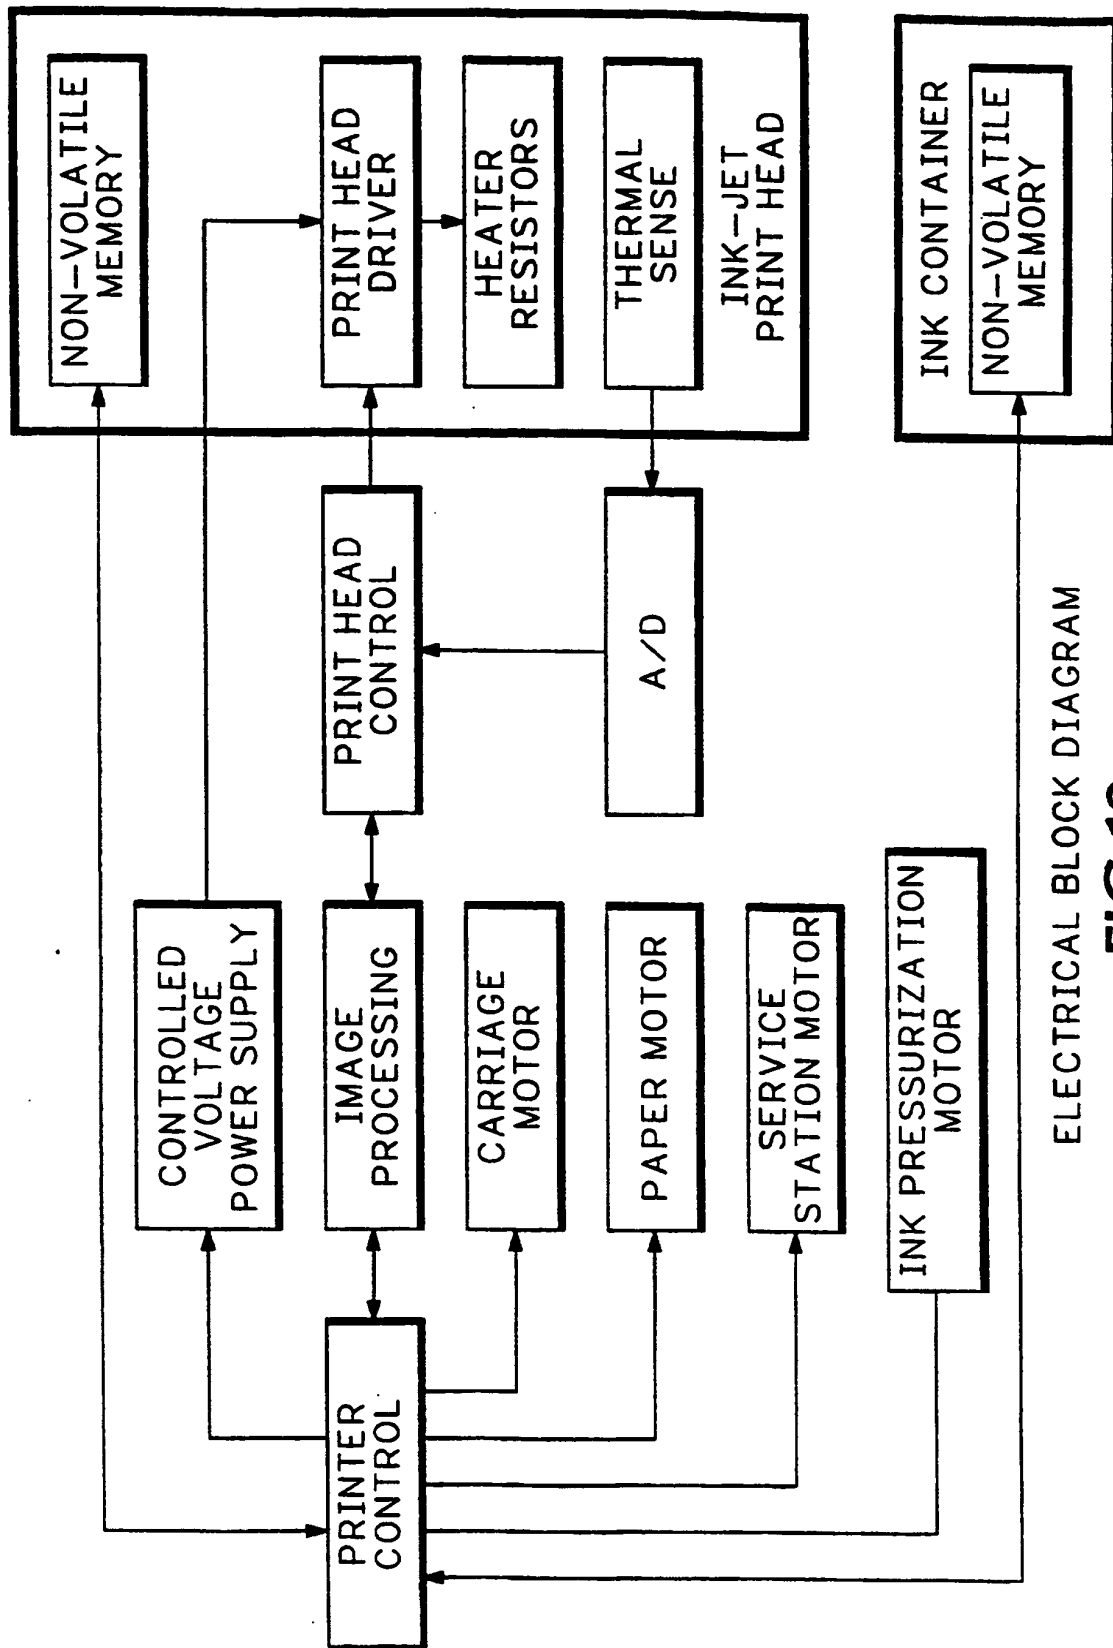 NON-VOLATILE
MEMORY
CONTROLLED
VOLTAGE
POWER SUPPLY
PRINTER
CONTROL
IMAGE
PROCESSING
PRINT HEAD
CONTROL
PRINT HEAD
DRIVER
CARRIAGE
MOTOR
HEATER
RESISTORS
PAPER MOTOR
A/D
THERMAL
SENSE
SERVICE
STATION MOTOR
INK-JET
PRINT HEAD
INK PRESSURIZATION
MOTOR
INK CONTAINER
NON-VOLATILE
MEMORY
ELECTRICAL BLOCK DIAGRAM